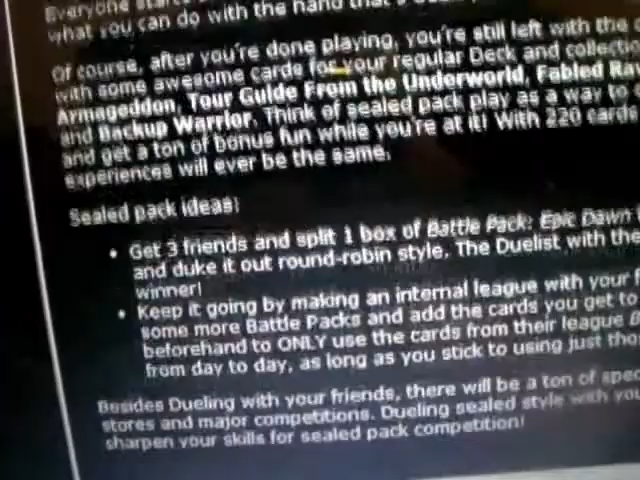 Everyone starts
what you can do with the hand that's
Of course, after you're done playing, you're still left with the
with some awesome cards for your regular Deck and collectio
Armageddon, Tour Guide From the Underworld, Fabled Rav
and Backup Warrior. Think of sealed pack play as a way to
and get a ton of bonus fun while you're at it! With 220 cards
experiences will ever be the same.
Sealed pack ideas!
• Get 3 friends and split 1 box of Battle Pack: Epic Dawn
and duke it out round-robin style. The Duelist with the
winner!
• Keep it going by making an internal league with your
some more Battle Packs and add the cards you get to
beforehand to ONLY use the cards from their league B
from day to day, as long as you stick to using just tho
Besides Dueling with your friends, there will be a ton of spec
stores and major competitions. Dueling sealed style with you
sharpen your skills for sealed pack competition!